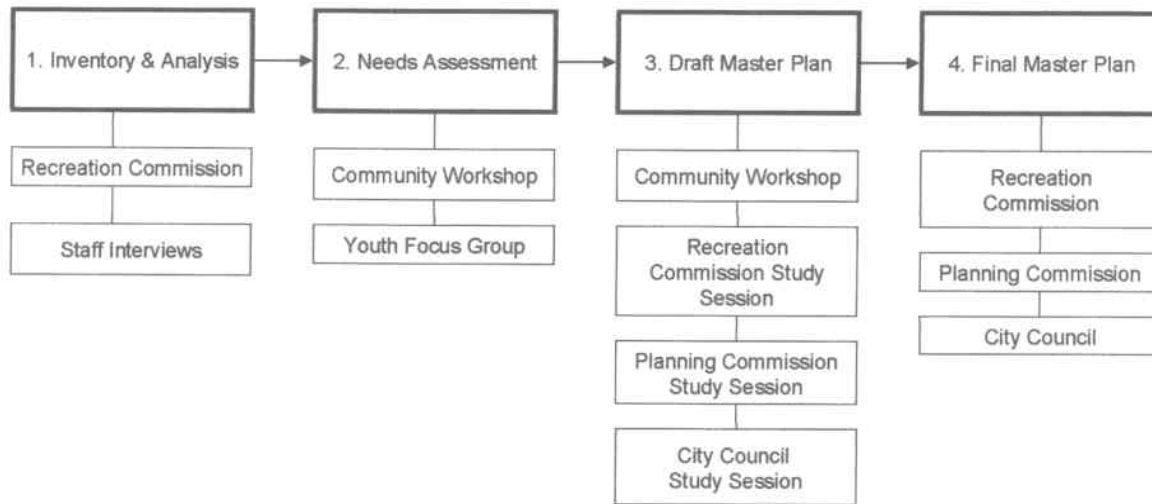 1. Inventory & Analysis
2. Needs Assessment
3. Draft Master Plan
4. Final Master Plan
Recreation Commission
Staff Interviews
Community Workshop
Youth Focus Group
Community Workshop
Recreation
Commission Study
Session
Planning Commission
Study Session
City Council
Study Session
Recreation
Commission
Planning Commission
City Council